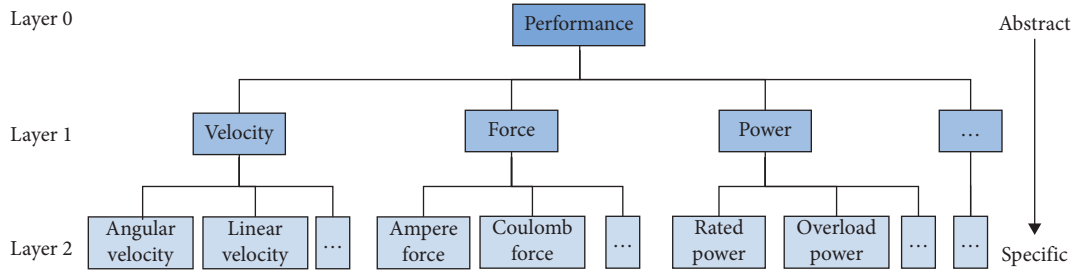 Layer 0
Performance
Abstract
Layer 1
Velocity
Force
Power
...
Layer 2
Angular
velocity
Linear
velocity
...
Ampere
force
Coulomb
force
...
Rated
power
Overload
power
...
...
Specific